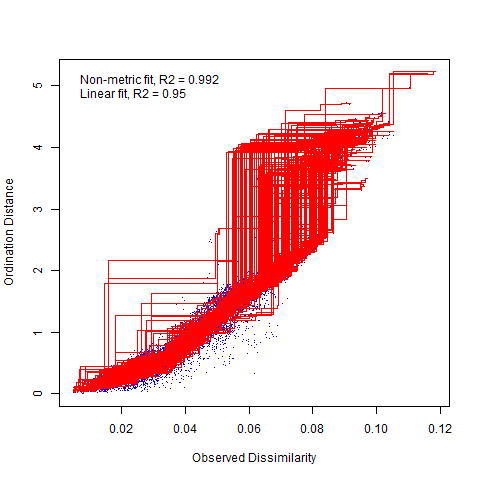 Non-metric fit, R2 = 0.992
Linear fit, R2 = 0.95
Ordination Distance
5
4
3
2
1
0
0.02 0.04 0.06 0.08 0.10 0.12
Observed Dissimilarity